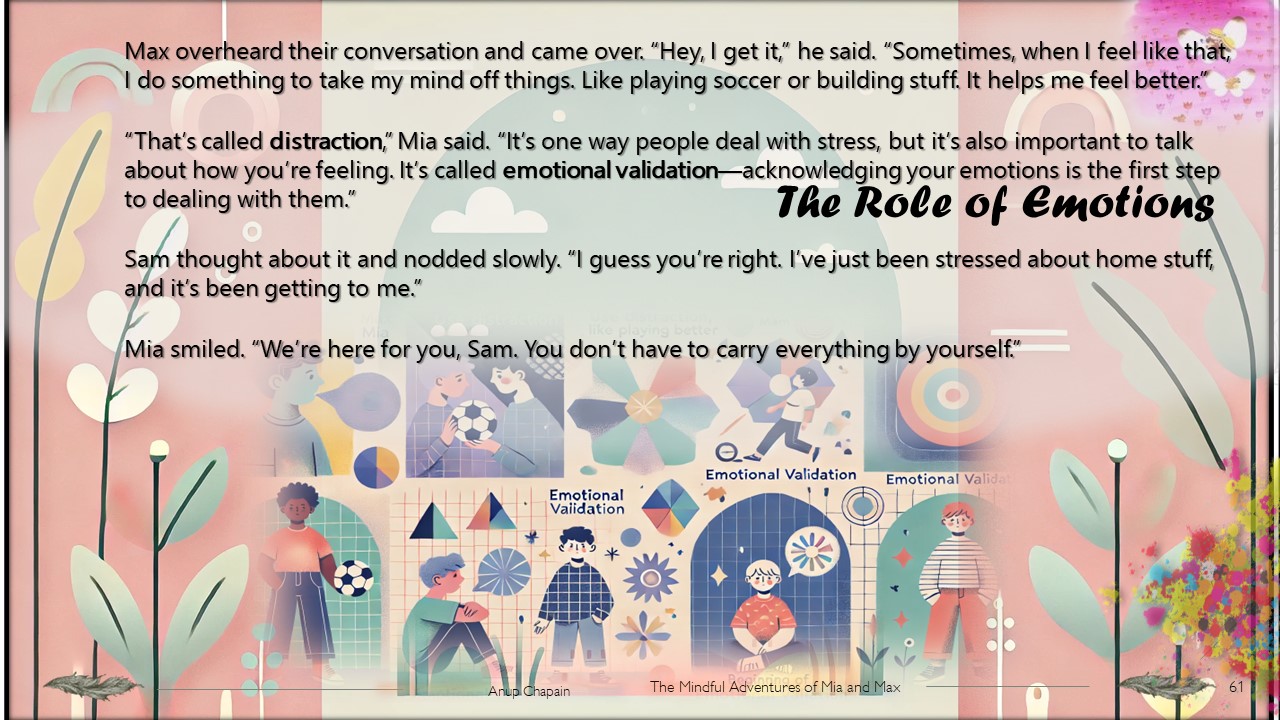 Max overheard their conversation and came over. “Hey, I get it,” he said. “Sometimes, when I feel like that,
I do something to take my mind off things. Like playing soccer or building stuff. It helps me feel better.”
“That’s called distraction,” Mia said. “It’s one way people deal with stress, but it’s also important to talk
about how you’re feeling. It’s called emotional validation—acknowledging your emotions is the first step
to dealing with them.”
The Role of Emotions
Sam thought about it and nodded slowly. “I guess you’re right. I’ve just been stressed about home stuff,
and it’s been getting to me.”
like playing better
Mia
Mia smiled. “We’re here for you, Sam. You don’t have to carry everything by yourself.”
Emotional Validation
Emotional Validat
Emotional
Validation
Beginning of
Anup Chapain
The Mindful Adventures of Mia and Max
61